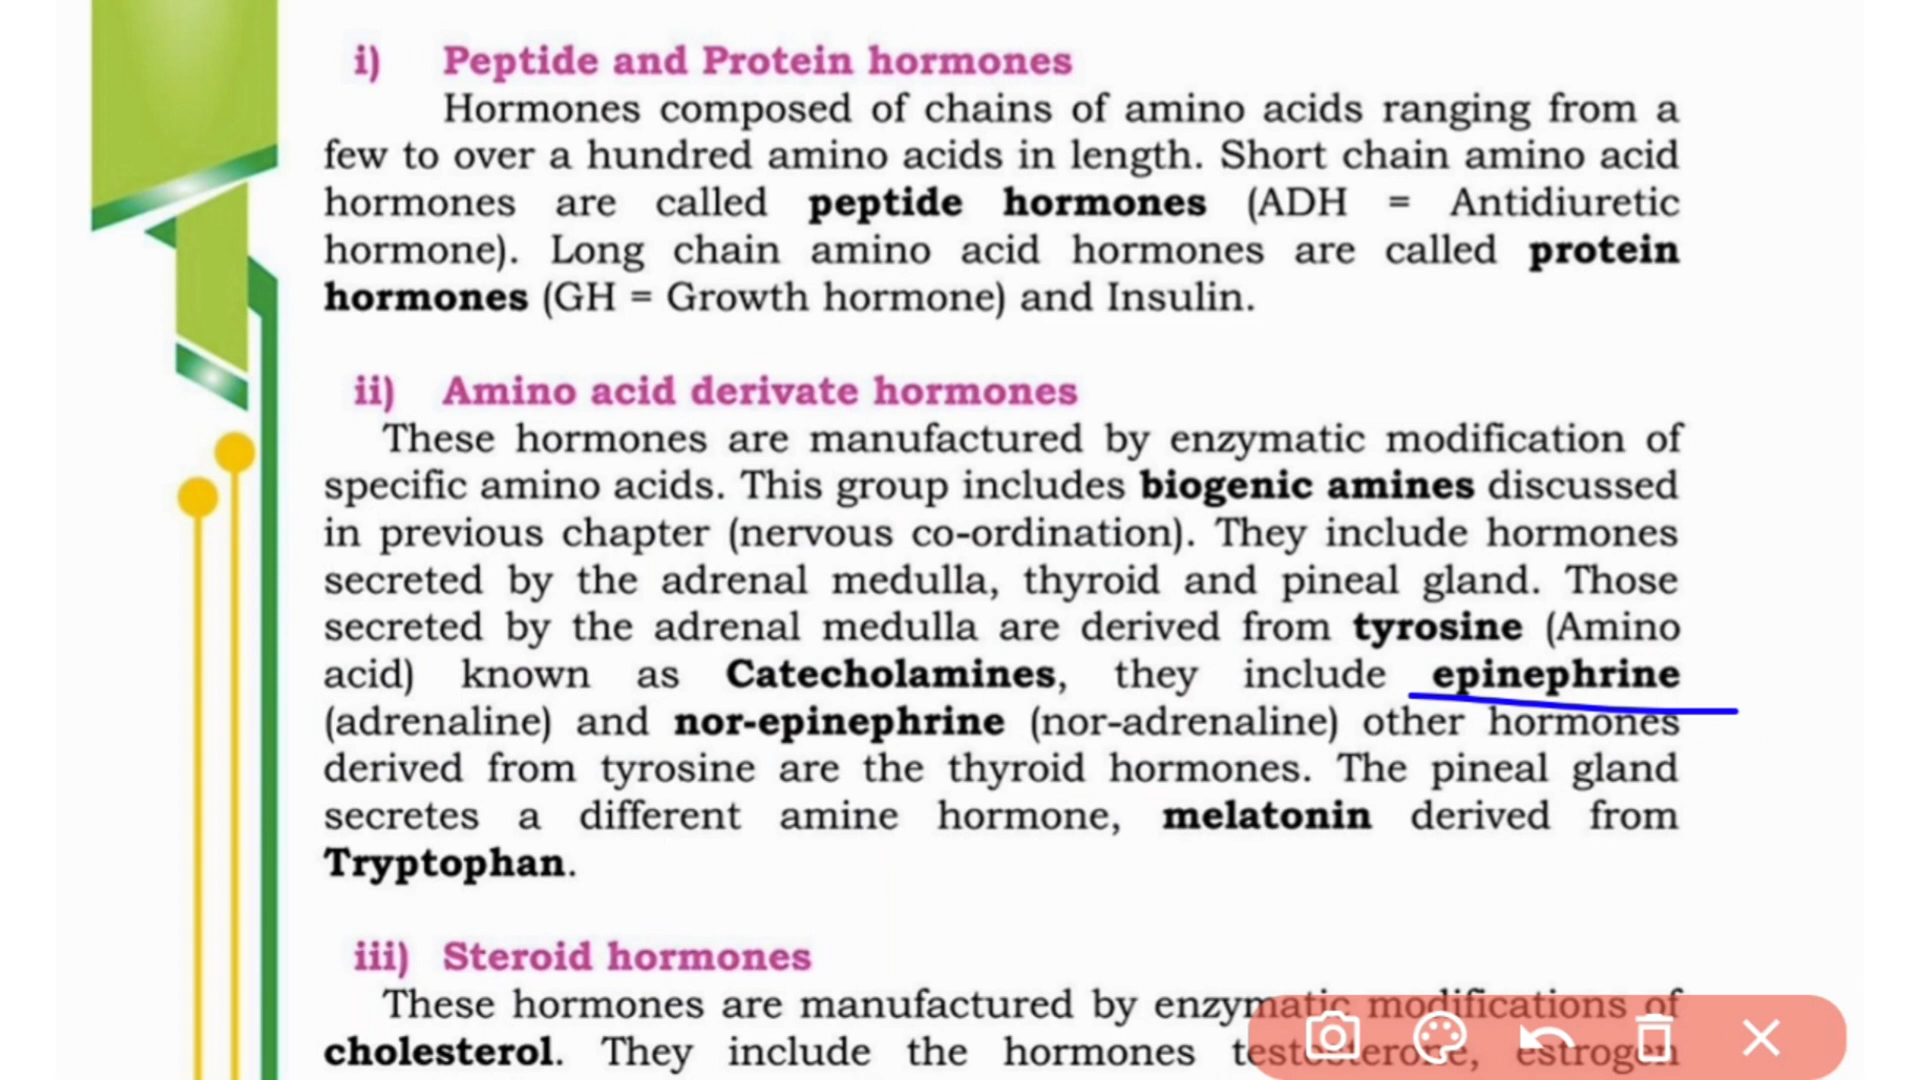 i) Peptide and Protein hormones
Hormones composed of chains of amino acids ranging from a
few to over a hundred amino acids in length. Short chain amino acid
hormones are called peptide hormones (ADH = Antidiuretic
hormone). Long chain amino acid hormones are called protein
hormones (GH = Growth hormone) and Insulin.
ii) Amino acid derivate hormones
These hormones are manufactured by enzymatic modification of
specific amino acids. This group includes biogenic amines discussed
in previous chapter (nervous co-ordination). They include hormones
secreted by the adrenal medulla, thyroid and pineal gland. Those
secreted by the adrenal medulla are derived from tyrosine (Amino
acid) known as Catecholamines, they include epinephrine
(adrenaline) and nor-epinephrine (nor-adrenaline) other hormones
derived from tyrosine are the thyroid hormones. The pineal gland
secretes a different amine hormone, melatonin derived from
Tryptophan.
iii) Steroid hormones
These hormones are manufactured by enzymatic modifications of
cholesterol. They include the hormones testosterone, estrogen